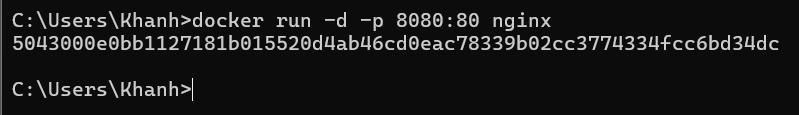 C:\Users\Khanh>docker run -d -p 8080:80 nginx
5043000e0bb1127181b015520d4ab46cd0eac78339b02cc3774334fcc6bd34dc
C:\Users\Khanh>